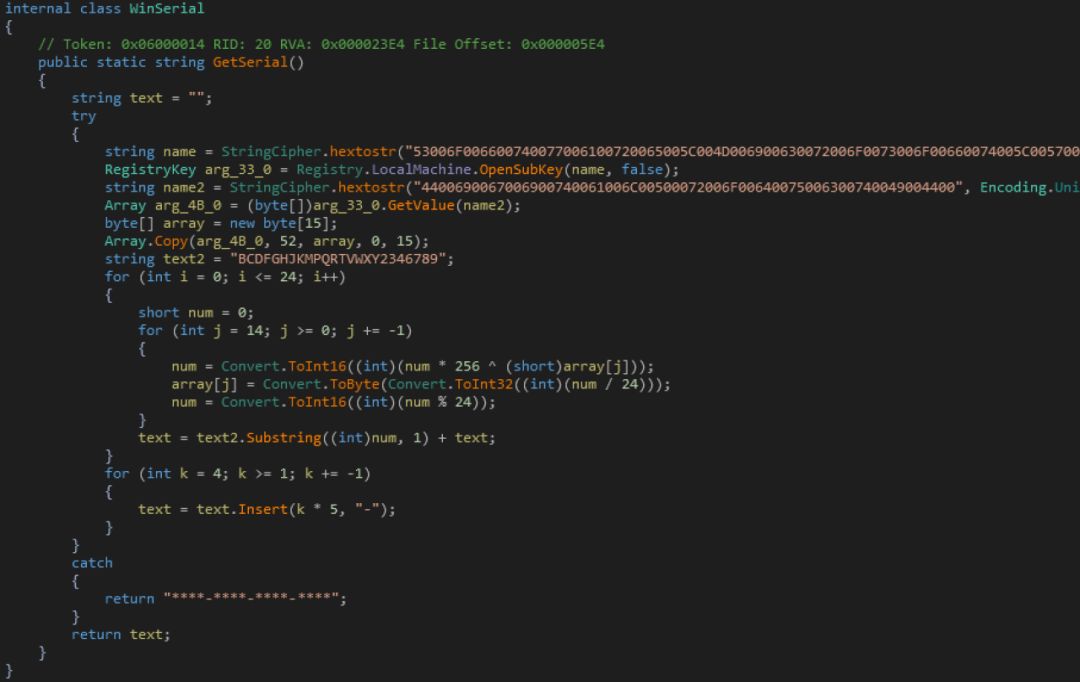 internal class WinSerial
{
// Token: 0x06000014 RID: 20 RVA: 0x000023E4 File Offset: 0x000005E4
public static string GetSerial()
{
string text = "";
try
{
string name = StringCipher.hextostr("53006F006600740077006100720065005C004D006900630072006F0073006F00660074005C005700
RegistryKey arg_33_0 = Registry.LocalMachine.OpenSubKey(name, false);
string name2 = StringCipher.hextostr("4400690067006900740061006C00500072006F00640075006300740049004400", Encoding.Uni
Array arg_4B_0 = (byte[])arg_33_0.GetValue(name2);
byte[] array = new byte[15];
Array.Copy(arg_4B_0, 52, array, 0, 15);
string text2 = "BCDFGHJKMPQRTVWXY2346789";
for (int i = 0; i <= 24; i++)
{
short num = 0;
for (int j = 14; j >= 0; j += -1)
{
num = Convert.ToInt16((int)(num * 256 ^ (short)array[j]));
array[j] = Convert.ToByte(Convert.ToInt32((int)(num / 24)));
num = Convert.ToInt16((int)(num % 24));
}
text = text2.Substring((int)num, 1) + text;
}
for (int k = 4; k >= 1; k += -1)
{
text = text.Insert(k * 5, "-");
}
}
catch
{
return "****-****-****-****";
}
return text;
}
}